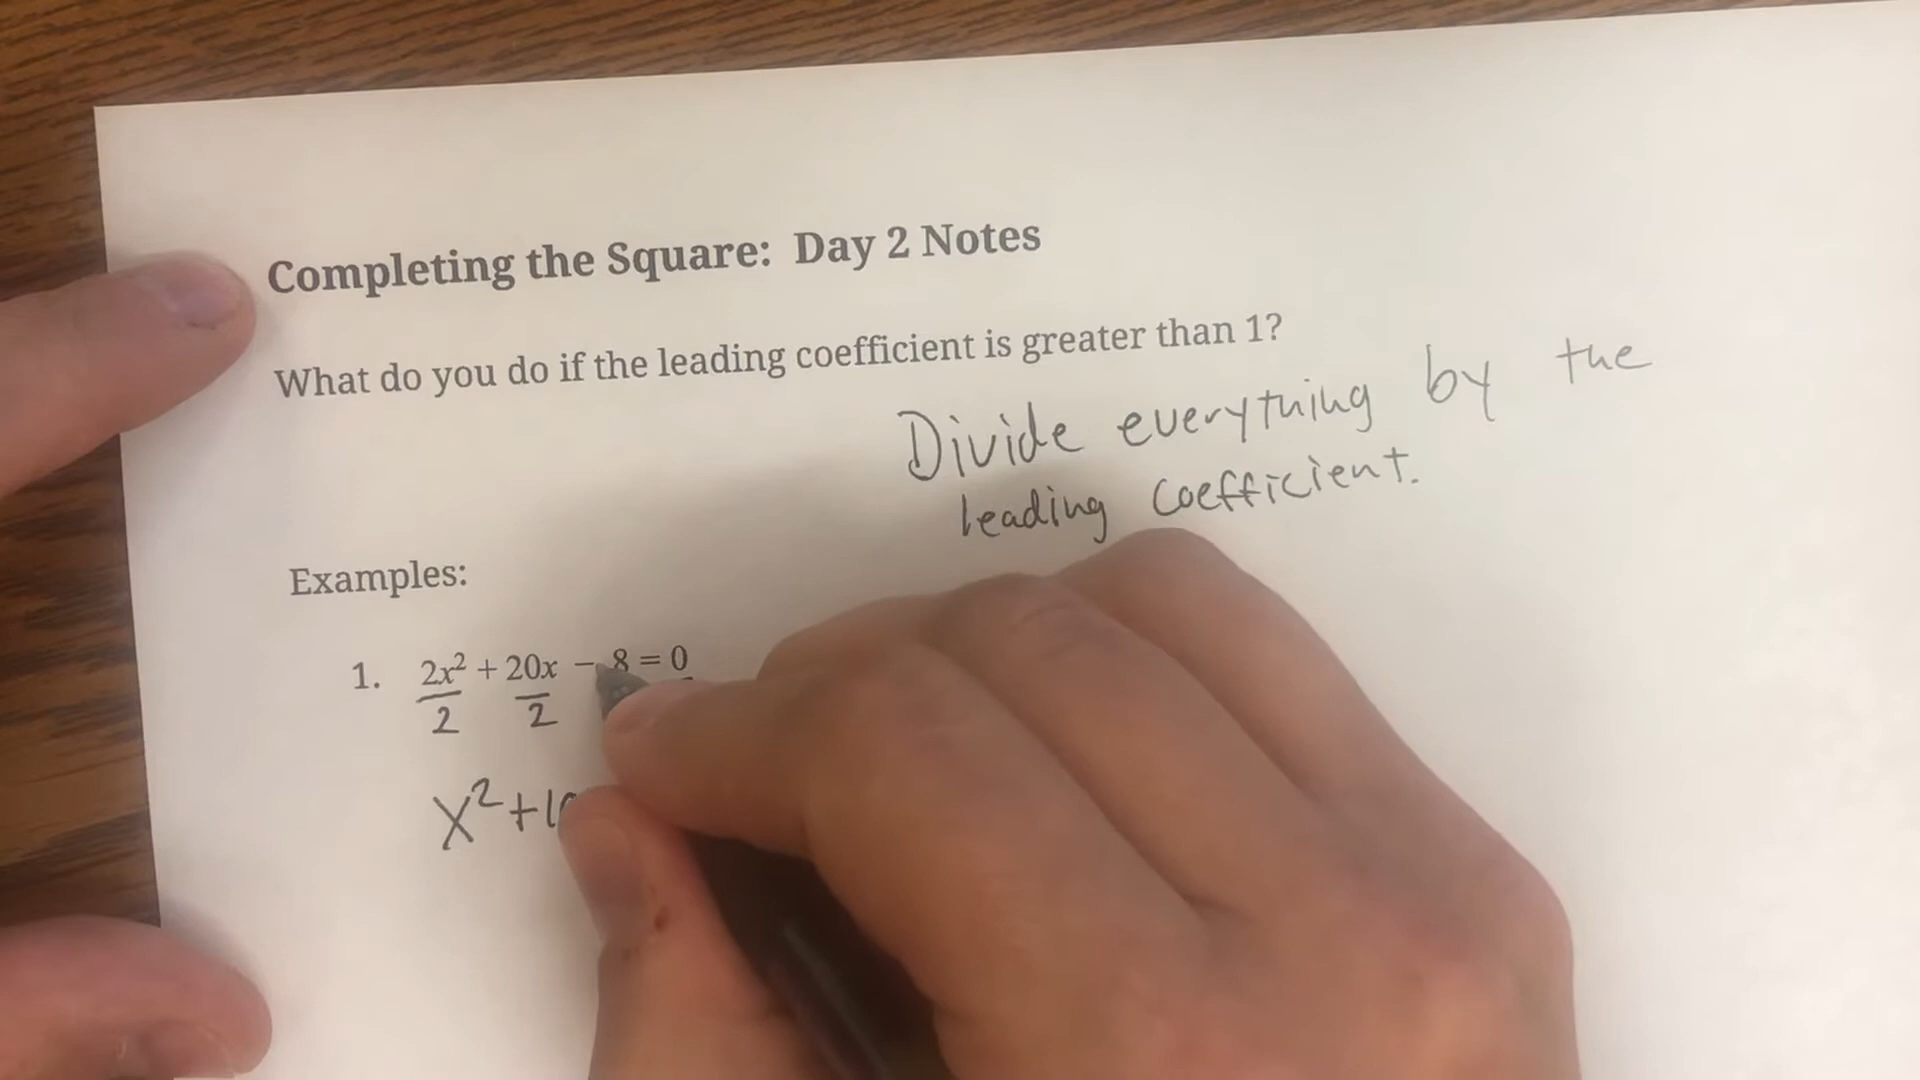 Completing the Square: Day 2 Notes
What do you do if the leading coefficient is greater than 1?
Divide everything by the
leading coefficient.
Examples:
1. 2x² + 20x − 8 = 0
2 2
x² + 10